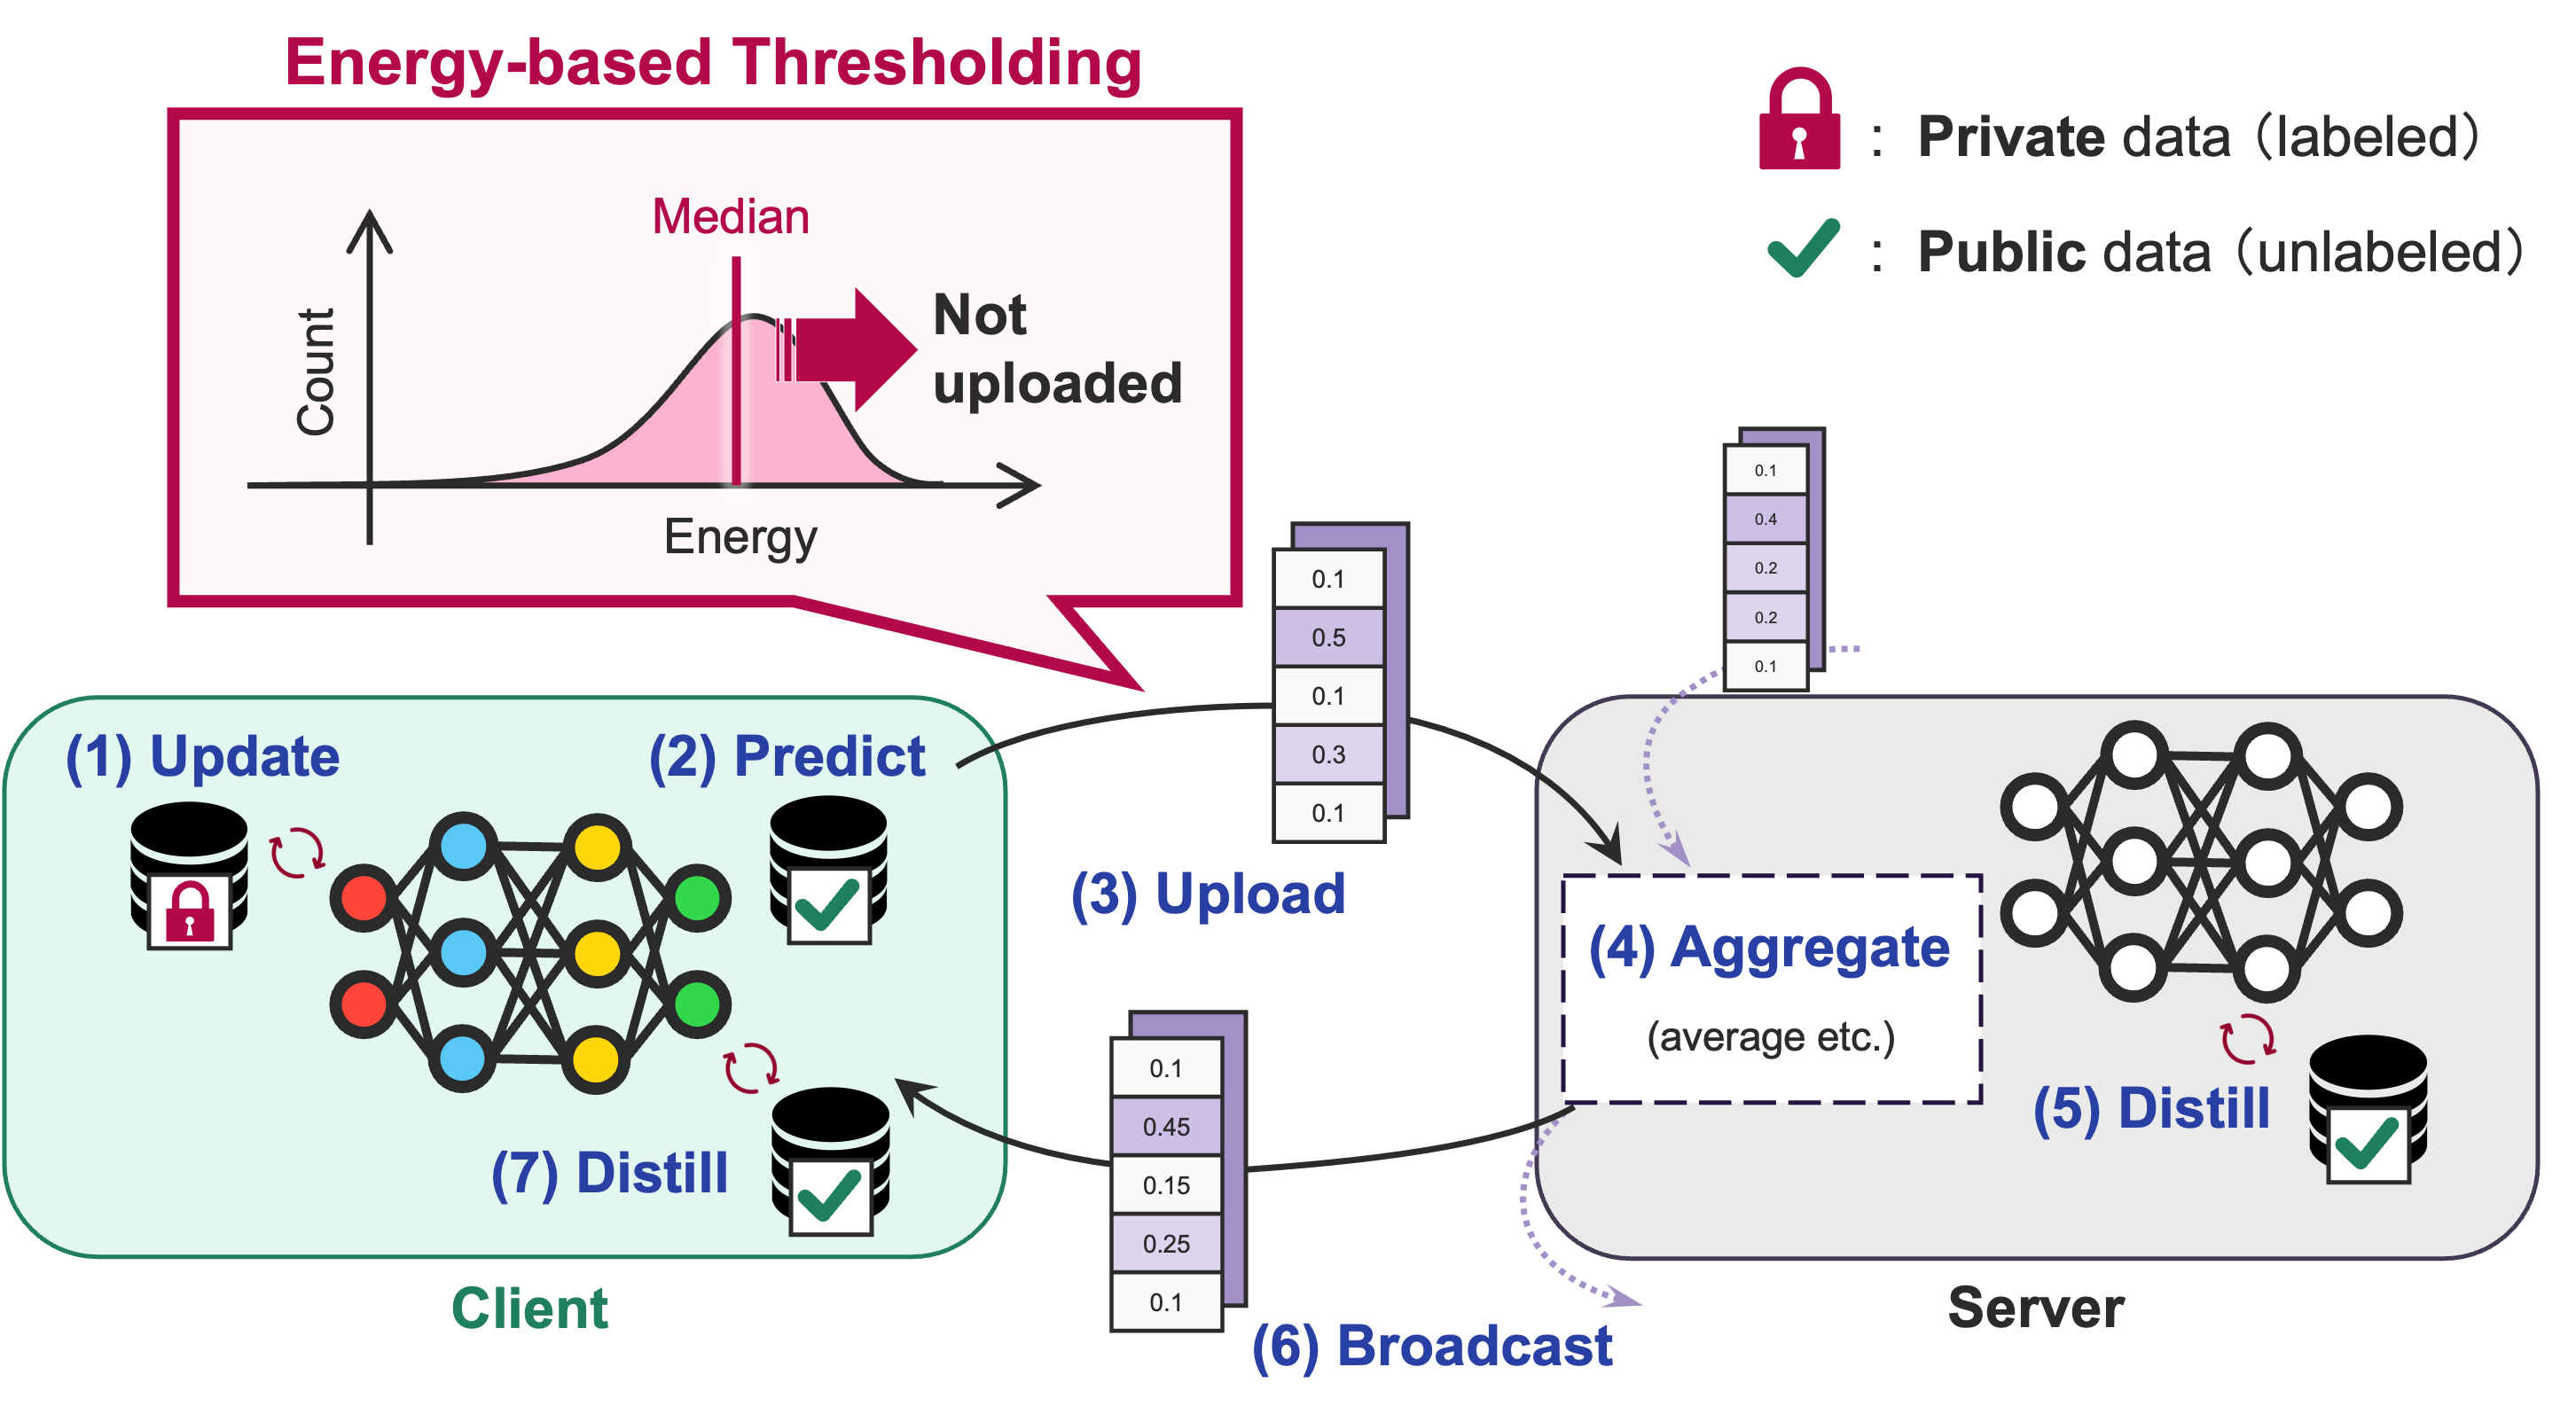 Energy-based Thresholding
Median
Not
uploaded
Count
Energy
: Private data （labeled）
: Public data （unlabeled）
0.1
0.4
0.2
0.2
0.1
0.1
0.5
0.1
0.3
0.1
(1) Update
(2) Predict
(3) Upload
(4) Aggregate
(average etc.)
(5) Distill
0.1
0.45
0.15
0.25
0.1
(6) Broadcast
(7) Distill
Client
Server